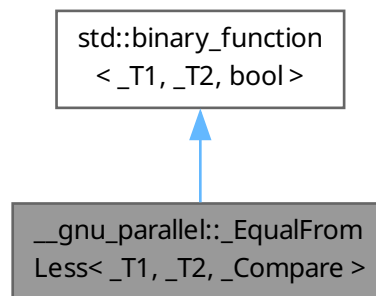 std::binary_function
< _T1, _T2, bool >
__gnu_parallel::_EqualFrom
Less< _T1, _T2, _Compare >